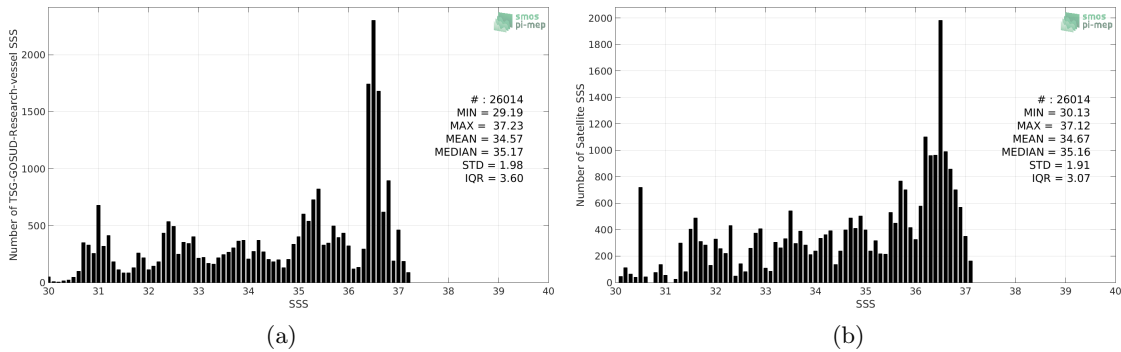 Number of TSG-GOSUD-Research-vessel SSS
2000
1500
1000
500
0
30 31 32 33 34 35 36 37 38 39 40
SSS
smos
pi-mep
# : 26014
MIN = 29.19
MAX = 37.23
MEAN = 34.57
MEDIAN = 35.17
STD = 1.98
IQR = 3.60
(a)
Number of Satellite SSS
2000
1800
1600
1400
1200
1000
800
600
400
200
0
30 31 32 33 34 35 36 37 38 39 40
SSS
smos
pi-mep
# : 26014
MIN = 30.13
MAX = 37.12
MEAN = 34.67
MEDIAN = 35.16
STD = 1.91
IQR = 3.07
(b)